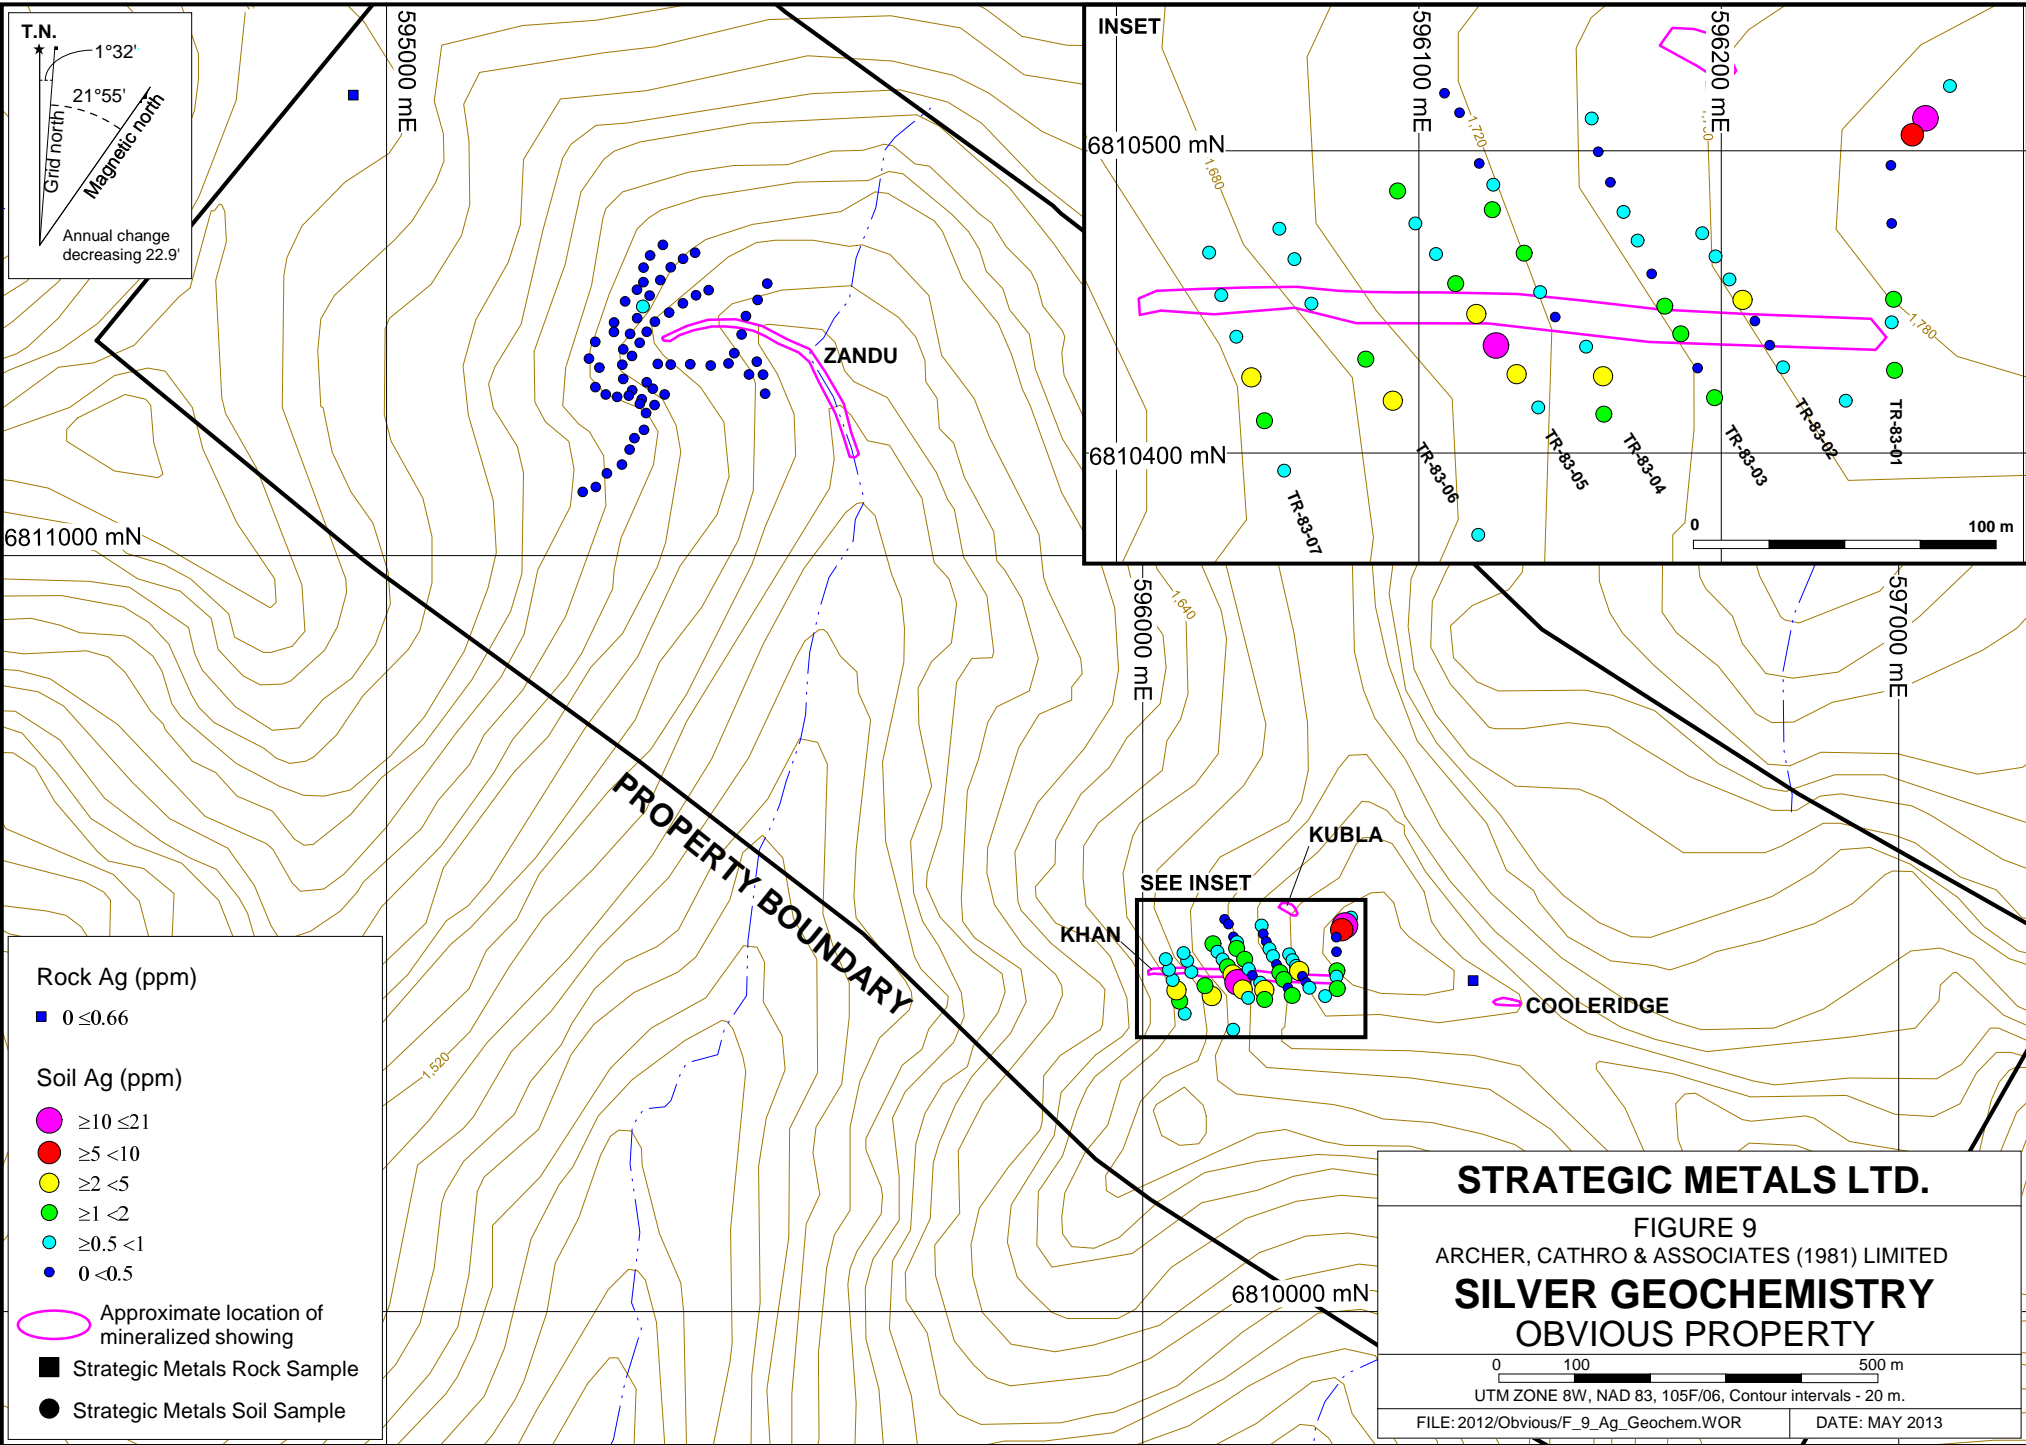 T.N.
1°32'
21°55'
Grid north
Magnetic north
Annual change
decreasing 22.9'
595000 mE
INSET
596100 mE
596200 mE
6810500 mN
1,680
1,720
1,780
6810400 mN
TR-83-07
TR-83-06
TR-83-05
TR-83-04
TR-83-03
TR-83-02
TR-83-01
0
100 m
ZANDU
6811000 mN
596000 mE
1,640
597000 mE
PROPERTY BOUNDARY
KUBLA
SEE INSET
KHAN
COOLERIDGE
1,520
6810000 mN
Rock Ag (ppm)
0 ≤0.66
Soil Ag (ppm)
≥10 ≤21
≥5 <10
≥2 <5
≥1 <2
≥0.5 <1
0 <0.5
Approximate location of
mineralized showing
Strategic Metals Rock Sample
Strategic Metals Soil Sample
STRATEGIC METALS LTD.
FIGURE 9
ARCHER, CATHRO & ASSOCIATES (1981) LIMITED
SILVER GEOCHEMISTRY
OBVIOUS PROPERTY
0 100 500 m
UTM ZONE 8W, NAD 83, 105F/06, Contour intervals - 20 m.
FILE: 2012/Obvious/F_9_Ag_Geochem.WOR
DATE: MAY 2013